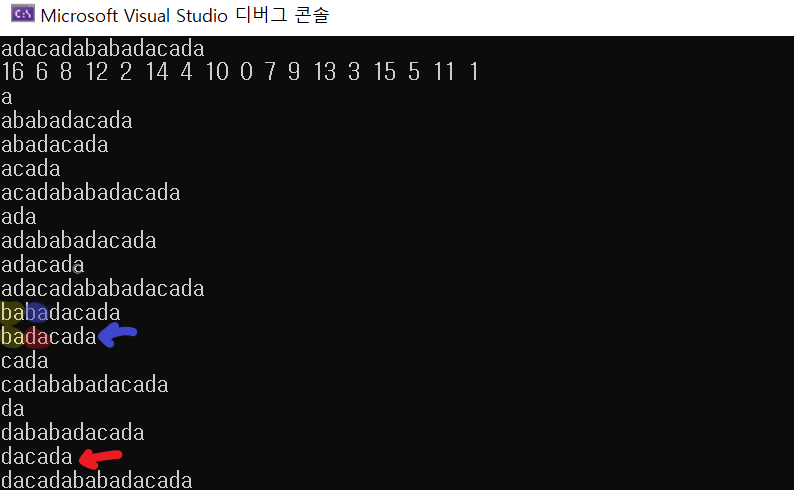 Microsoft Visual Studio 디버그 콘솔
adacadababadacada
16 6 8 12 2 14 4 10 0 7 9 13 3 15 5 11 1
a
ababadacada
abadacada
acada
acadababadacada
ada
adababadacada
adacada
adacadababadacada
babadacada
badacada
cada
cadababadacada
da
dababadacada
dacada
dacadababadacada